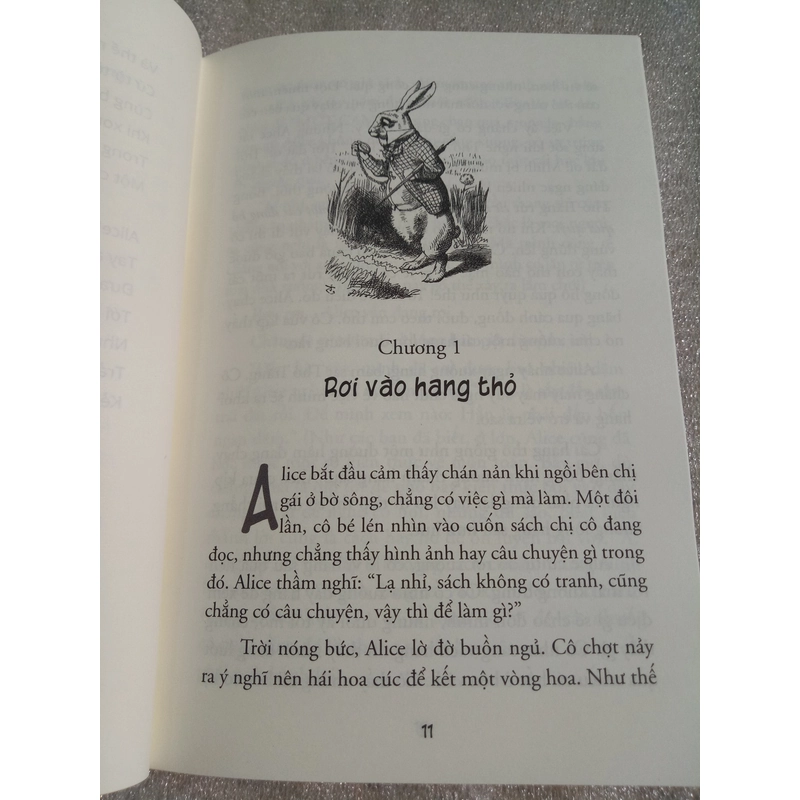 Chương 1
Rơi vào hang thỏ
Alice bắt đầu cảm thấy chán nản khi ngồi bên chị
gái ở bờ sông, chẳng có việc gì mà làm. Một đôi
lần, cô bé lén nhìn vào cuốn sách chị cô đang
đọc, nhưng chẳng thấy hình ảnh hay câu chuyện gì trong
đó. Alice thầm nghĩ: “Lạ nhỉ, sách không có tranh, cũng
chẳng có câu chuyện, vậy thì để làm gì?”
Trời nóng bức, Alice lờ đờ buồn ngủ. Cô chợt nảy
ra ý nghĩ nên hái hoa cúc để kết một vòng hoa. Như thế
11